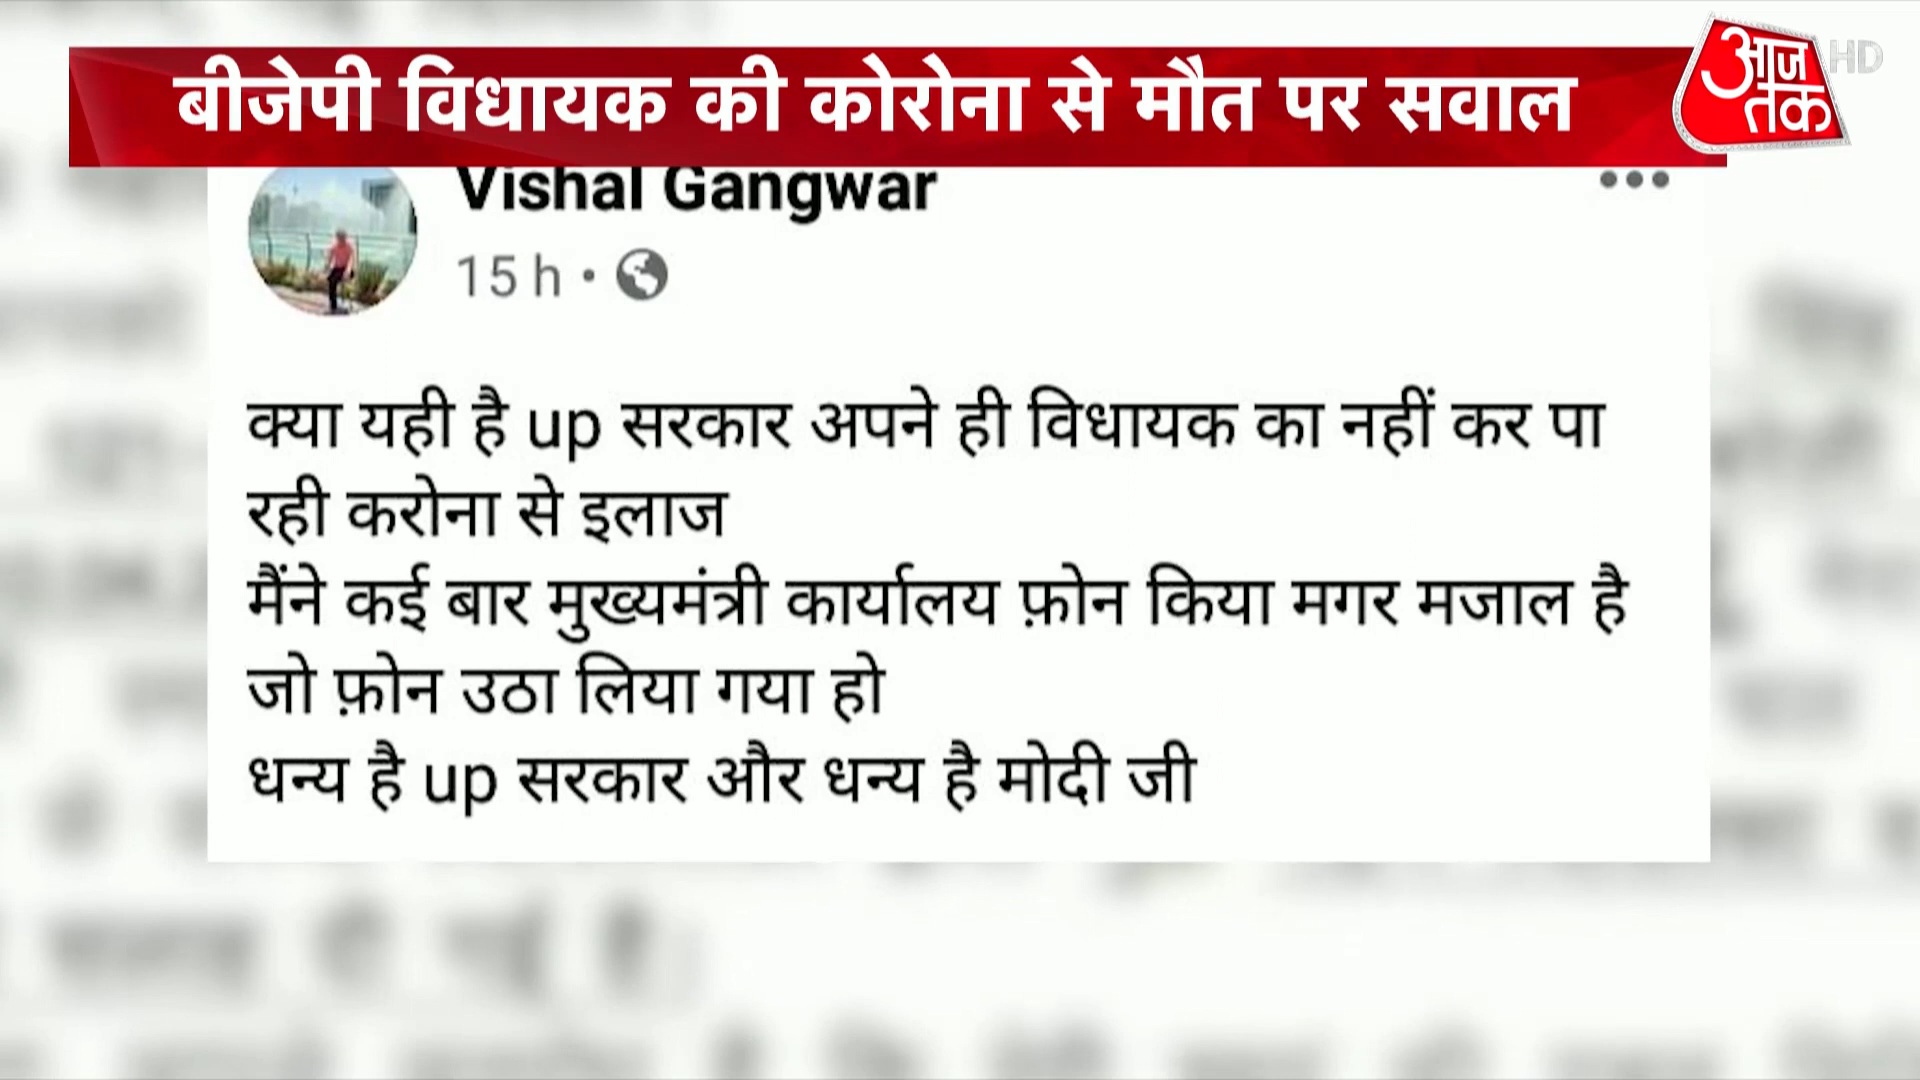 बीजेपी विधायक की कोरोना से मौत पर सवाल
आज
तक
HD
Vishal Gangwar
15 h
क्या यही है up सरकार अपने ही विधायक का नहीं कर पा
रही करोना से इलाज
मैंने कई बार मुख्यमंत्री कार्यालय फ़ोन किया मगर मजाल है
जो फ़ोन उठा लिया गया हो
धन्य है up सरकार और धन्य है मोदी जी